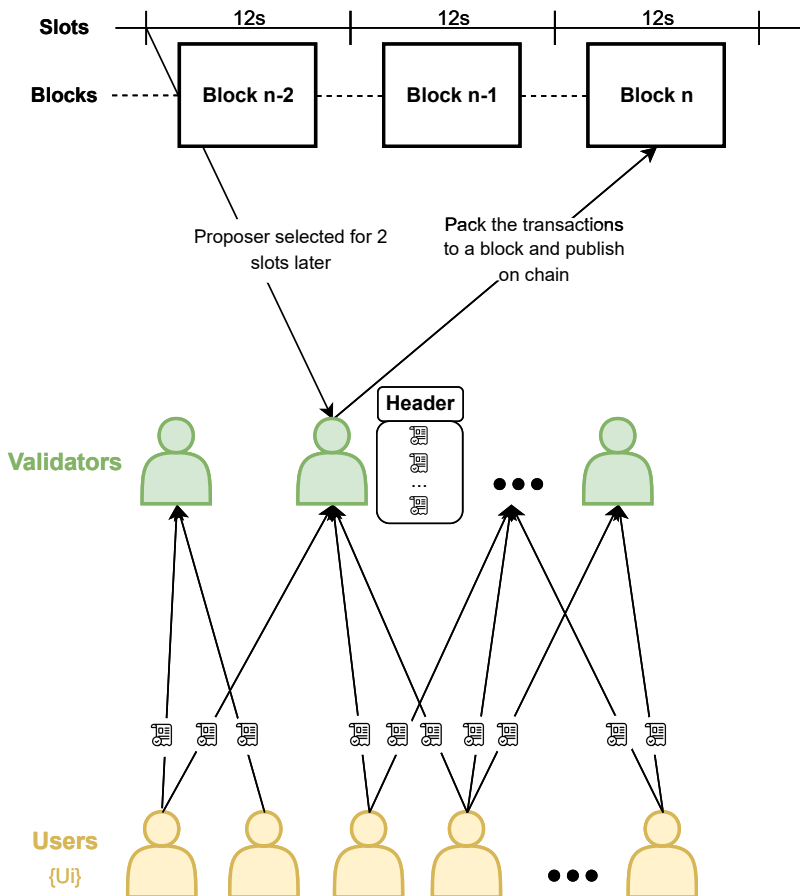 Slots
12s
12s
12s
Blocks
Block n-2
Block n-1
Block n
Proposer selected for 2
slots later
Pack the transactions
to a block and publish
on chain
Header
...
Validators
Users
{Ui}